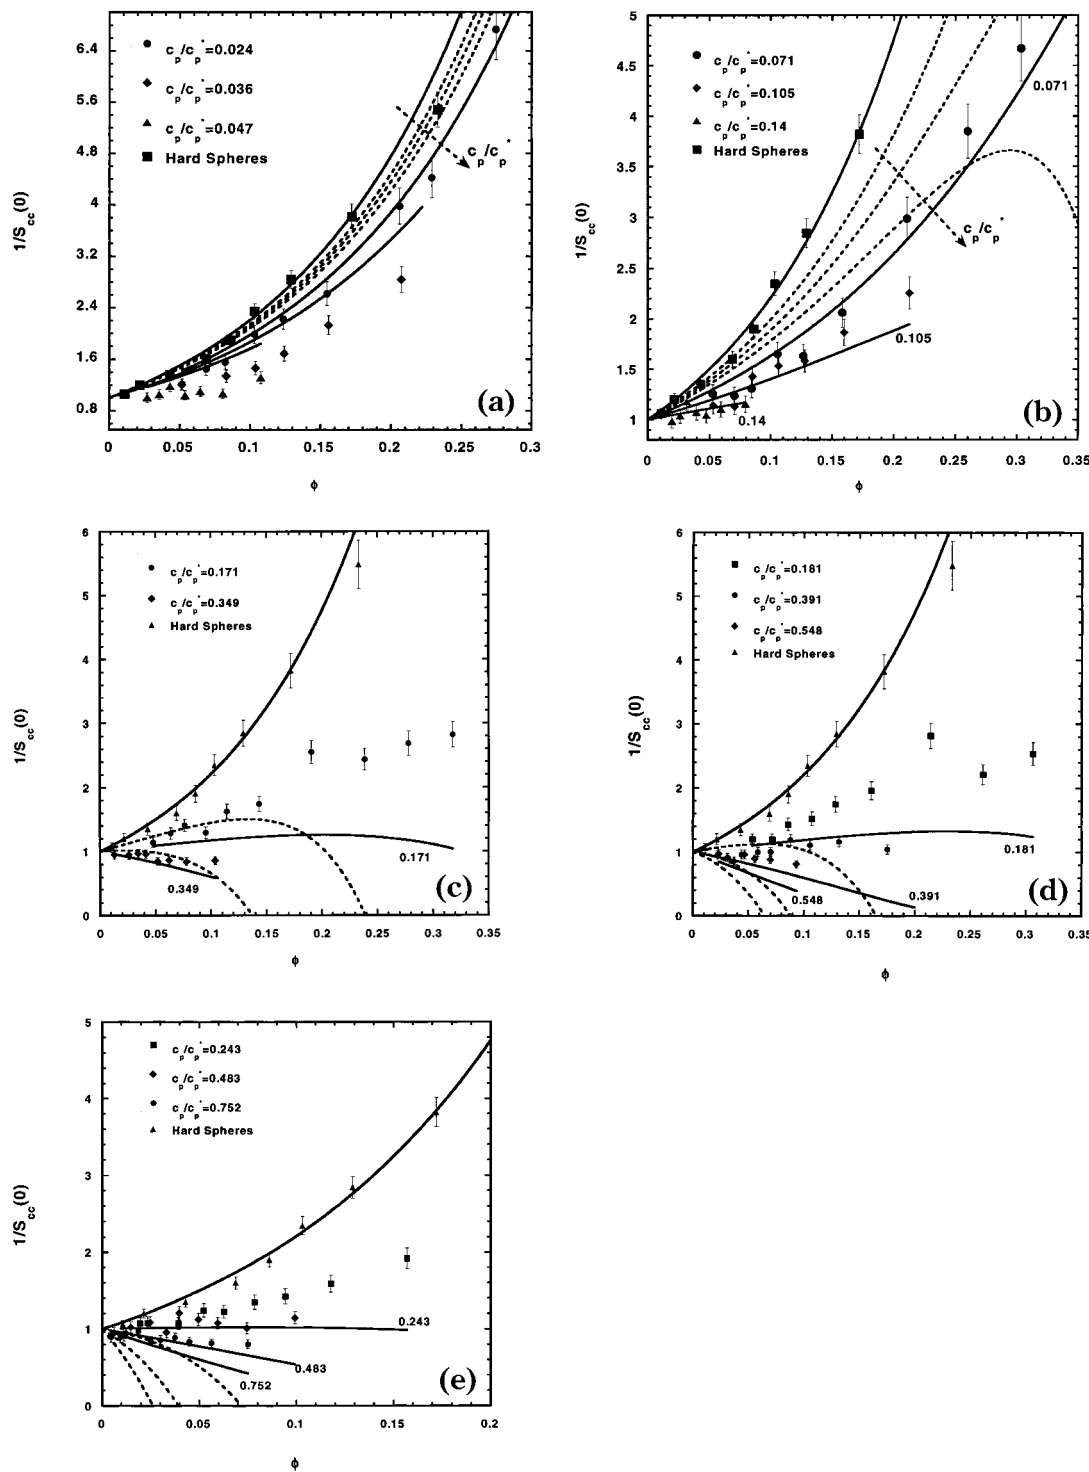 6.4
5.6
4.8
4
3.2
2.4
1.6
0.8
1/S_cc(0)
c_p/c_p^*=0.024
c_p/c_p^*=0.036
c_p/c_p^*=0.047
Hard Spheres
c_p/c_p^*
(a)
0 0.05 0.1 0.15 0.2 0.25 0.3
ϕ
5
4.5
4
3.5
3
2.5
2
1.5
1
1/S_cc(0)
c_p/c_p^*=0.071
c_p/c_p^*=0.105
c_p/c_p^*=0.14
Hard Spheres
0.071
c_p/c_p^*
0.105
0.14
(b)
0 0.05 0.1 0.15 0.2 0.25 0.3 0.35
ϕ
6
5
4
3
2
1
0
1/S_cc(0)
c_p/c_p^*=0.171
c_p/c_p^*=0.349
Hard Spheres
0.171
0.349
(c)
0 0.05 0.1 0.15 0.2 0.25 0.3 0.35
ϕ
6
5
4
3
2
1
0
1/S_cc(0)
c_p/c_p^*=0.181
c_p/c_p^*=0.391
c_p/c_p^*=0.548
Hard Spheres
0.181
0.391
0.548
(d)
0 0.05 0.1 0.15 0.2 0.25 0.3 0.35
ϕ
5
4
3
2
1
0
1/S_cc(0)
c_p/c_p^*=0.243
c_p/c_p^*=0.483
c_p/c_p^*=0.752
Hard Spheres
0.243
0.483
0.752
(e)
0 0.05 0.1 0.15 0.2
ϕ